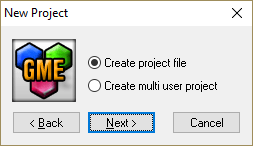 New Project
GME
Create project file
Create multi user project
< Back
Next >
Cancel